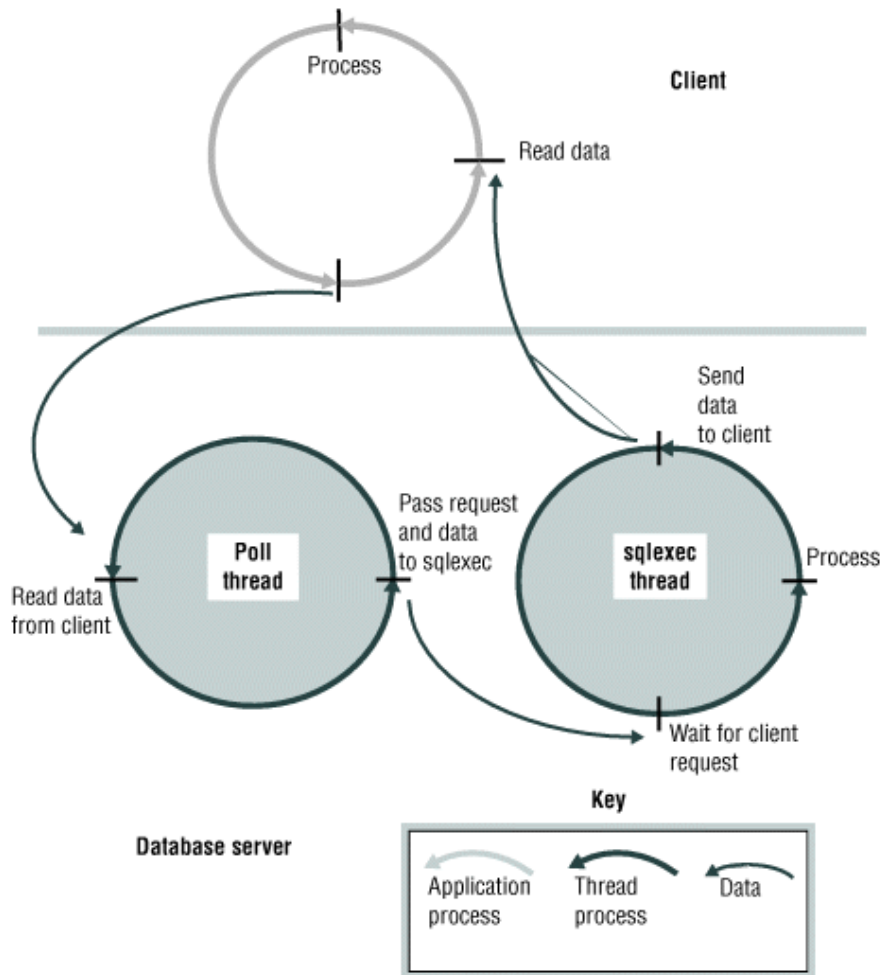 Process
Client
Read data
Send
data
to client
Pass request
and data
to sqlexec
Poll
thread
sqlexec
thread
Process
Read data
from client
Wait for client
request
Key
Database server
Application
process
Thread
process
Data